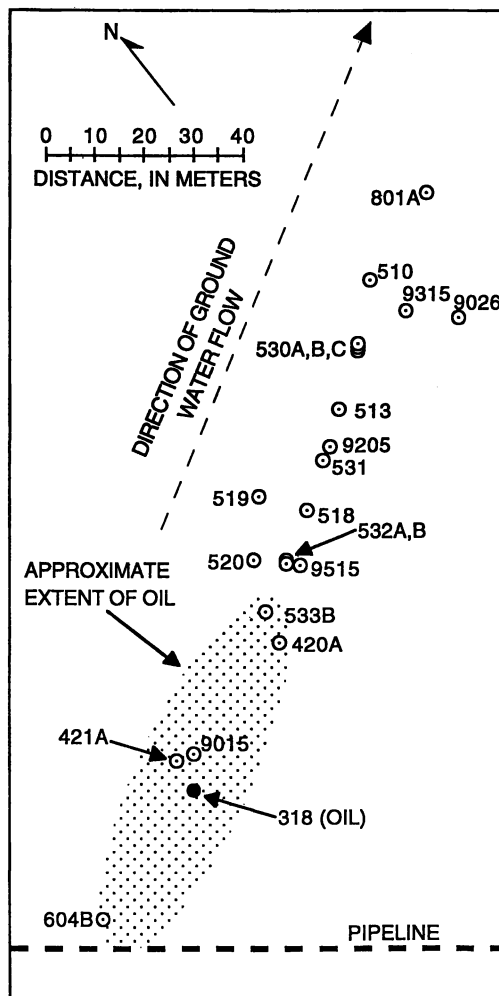 N
0 10 20 30 40
DISTANCE, IN METERS
801A
510
9315
9026
DIRECTION OF GROUND
WATER FLOW
530A,B,C
513
9205
531
519
518
532A,B
520
9515
APPROXIMATE
EXTENT OF OIL
533B
420A
421A
9015
318 (OIL)
604B
PIPELINE